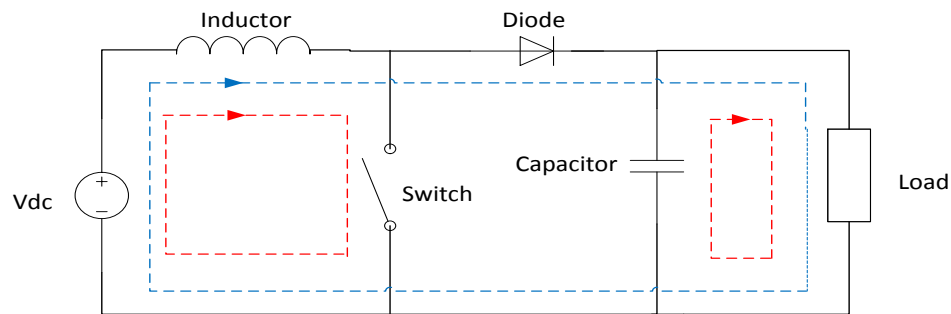 Inductor
Diode
Vdc
+
−
Switch
Capacitor
Load